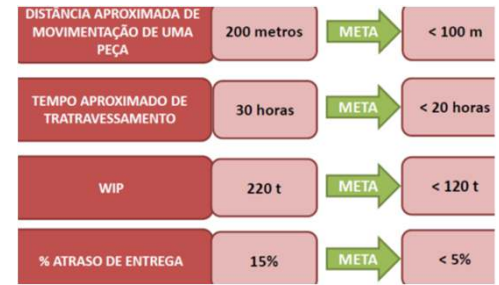 DISTÂNCIA APROXIMADA DE
MOVIMENTAÇÃO DE UMA
PEÇA
200 metros
META
< 100 m
TEMPO APROXIMADO DE
TRATRAVESSAMENTO
30 horas
META
< 20 horas
WIP
220 t
META
< 120 t
% ATRASO DE ENTREGA
15%
META
< 5%